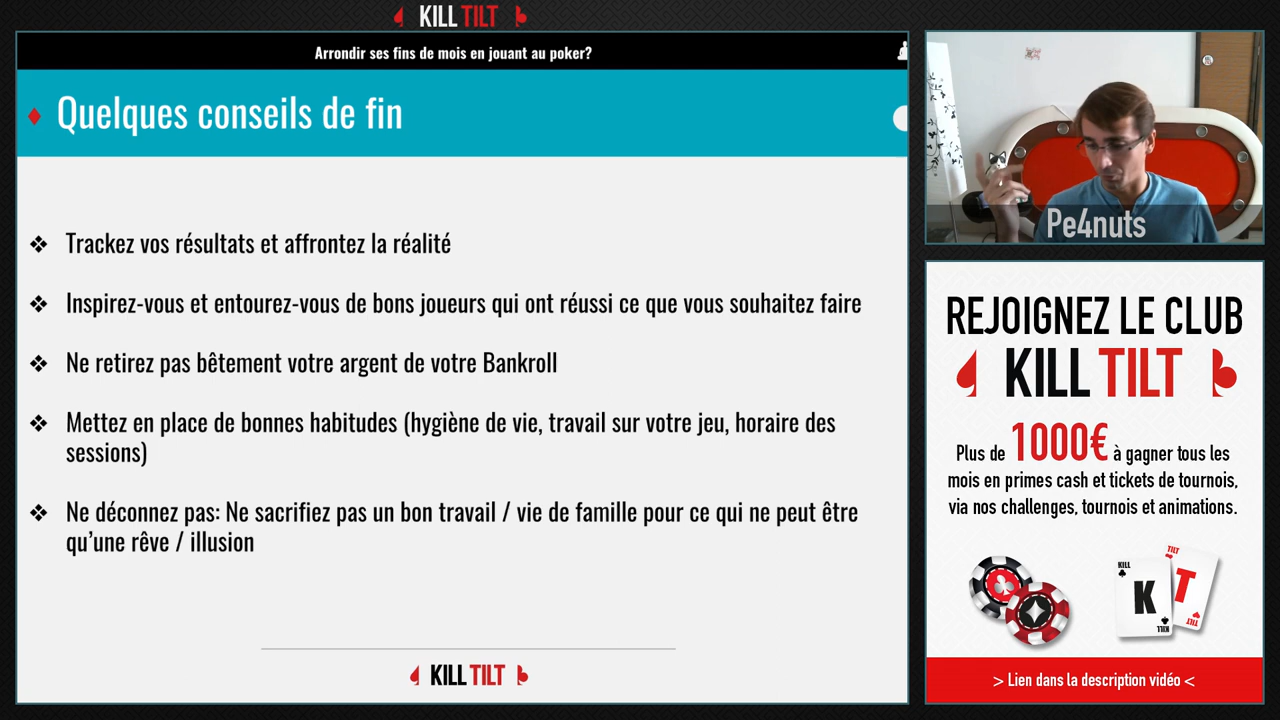 KILL TILT
Arrondir ses fins de mois en jouant au poker?
Quelques conseils de fin
Trackez vos résultats et affrontez la réalité
Inspirez-vous et entourez-vous de bons joueurs qui ont réussi ce que vous souhaitez faire
Ne retirez pas bêtement votre argent de votre Bankroll
Mettez en place de bonnes habitudes (hygiène de vie, travail sur votre jeu, horaire des
sessions)
Ne déconnez pas: Ne sacrifiez pas un bon travail / vie de famille pour ce qui ne peut être
qu'une rêve / illusion
KILL TILT
Pe4nuts
REJOIGNEZ LE CLUB
KILL TILT
Plus de 1000€ à gagner tous les
mois en primes cash et tickets de tournois,
via nos challenges, tournois et animations.
KILL
K
KILL
TILT
T
TILT
> Lien dans la description vidéo <